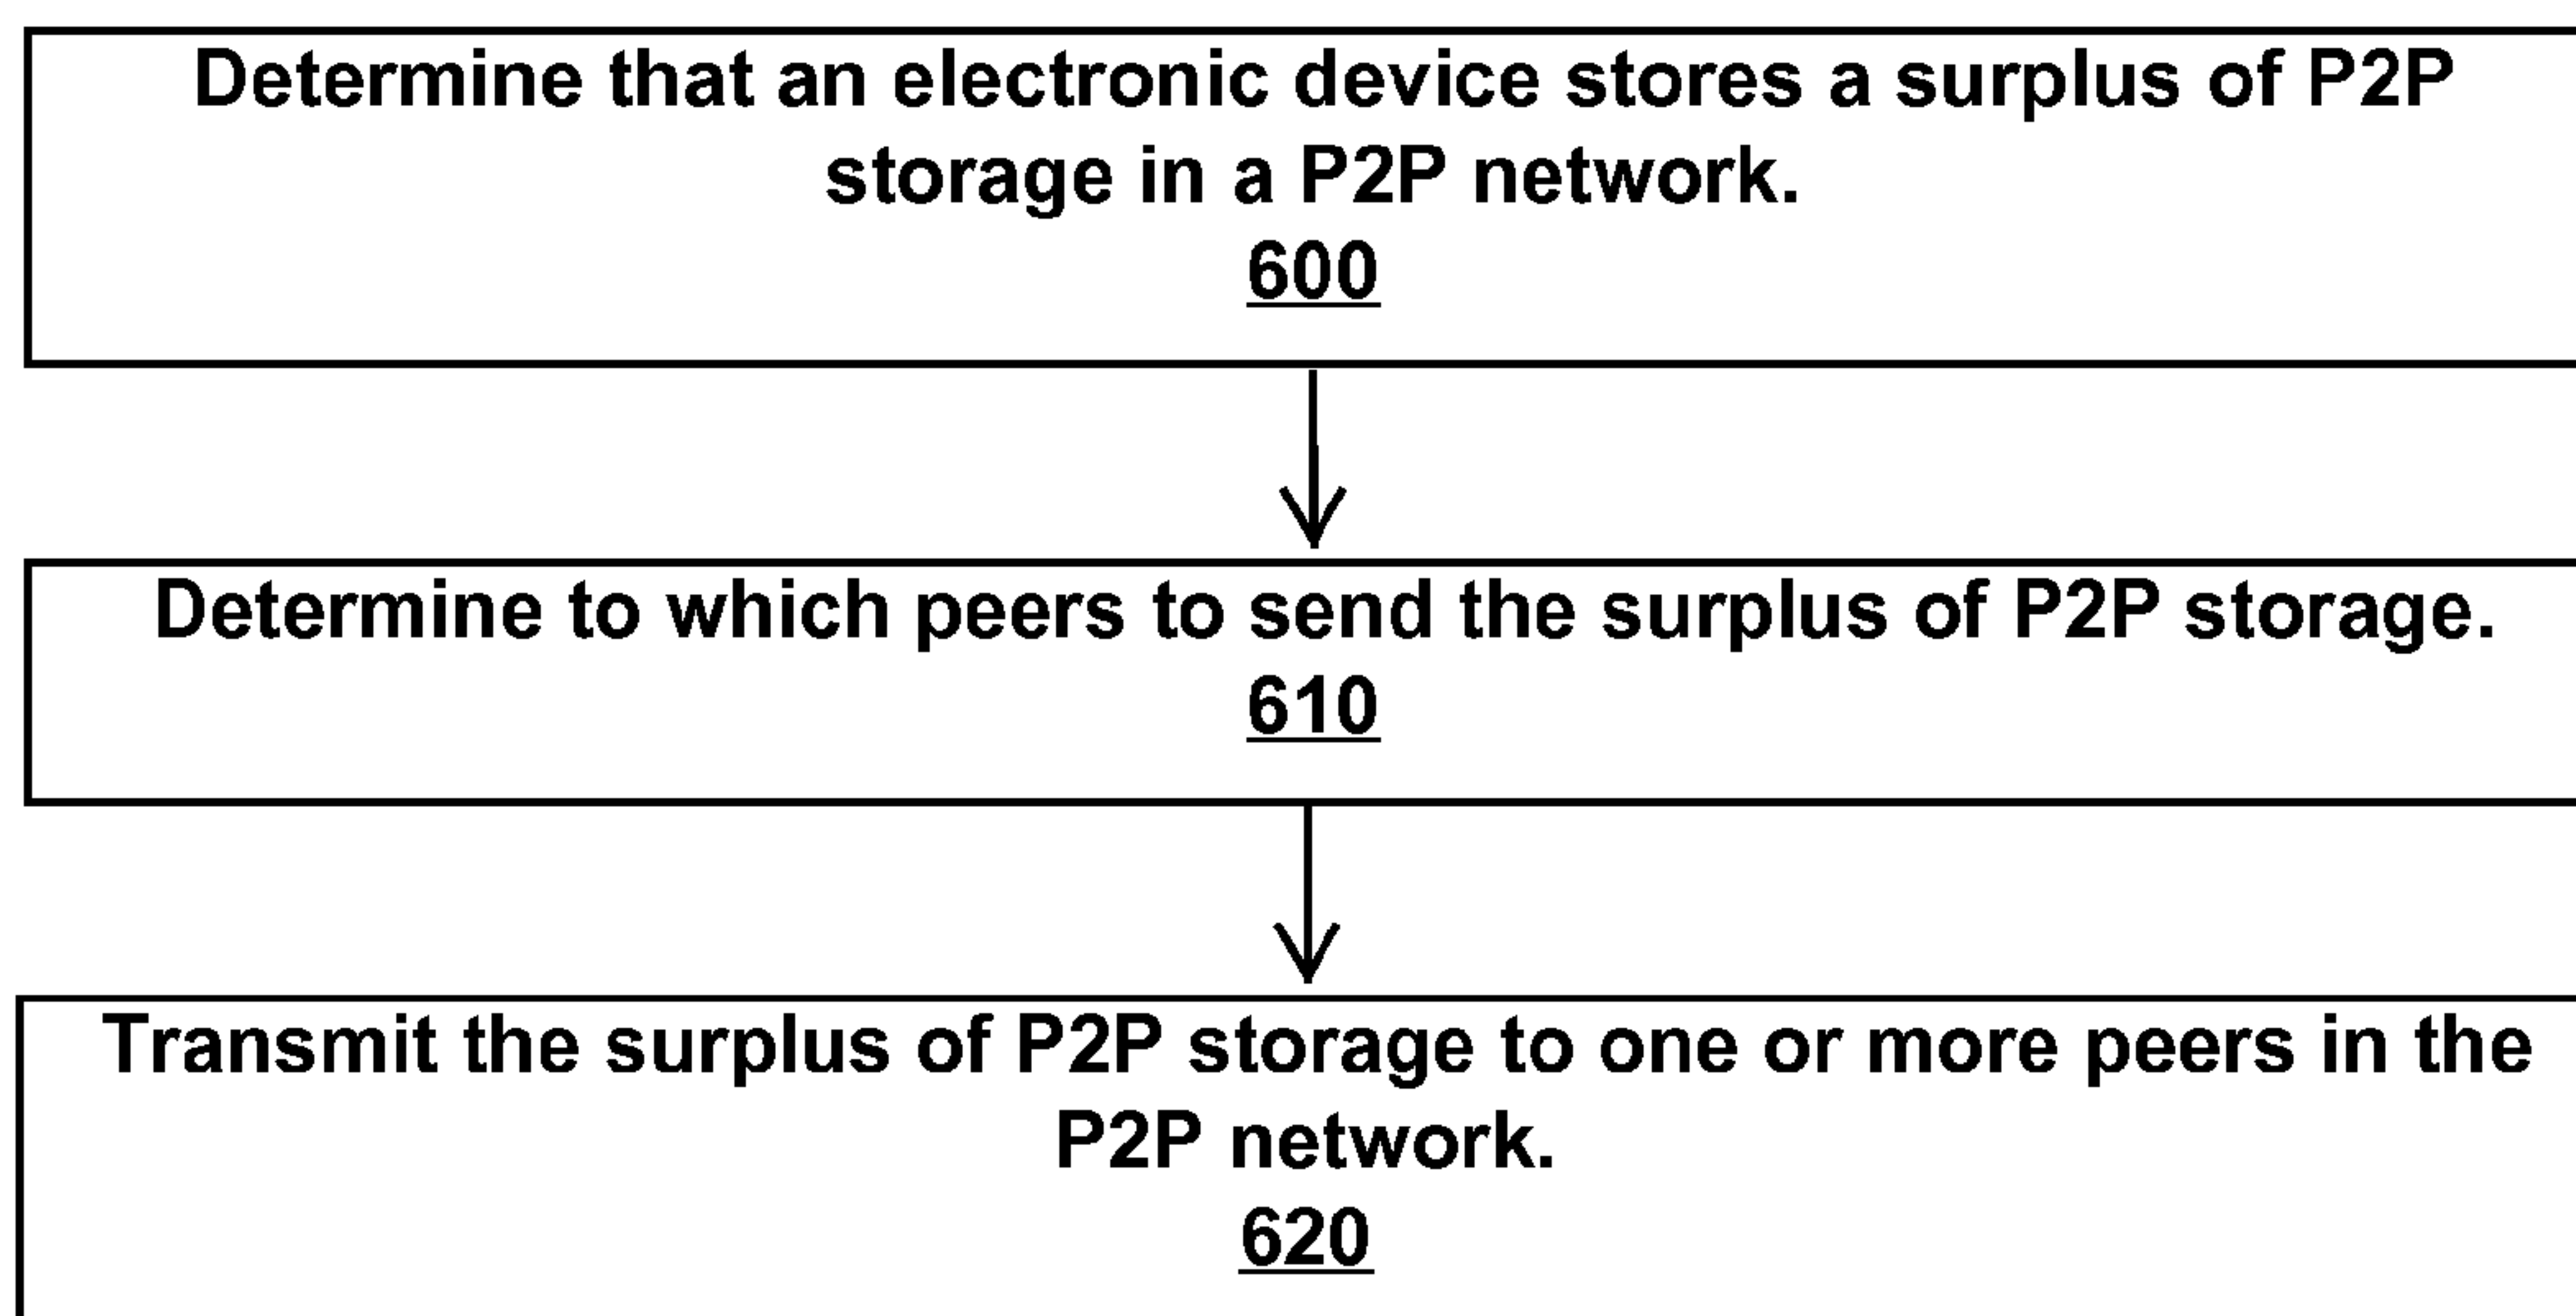 Determine that an electronic device stores a surplus of P2P
storage in a P2P network.
600
Determine to which peers to send the surplus of P2P storage.
610
Transmit the surplus of P2P storage to one or more peers in the
P2P network.
620